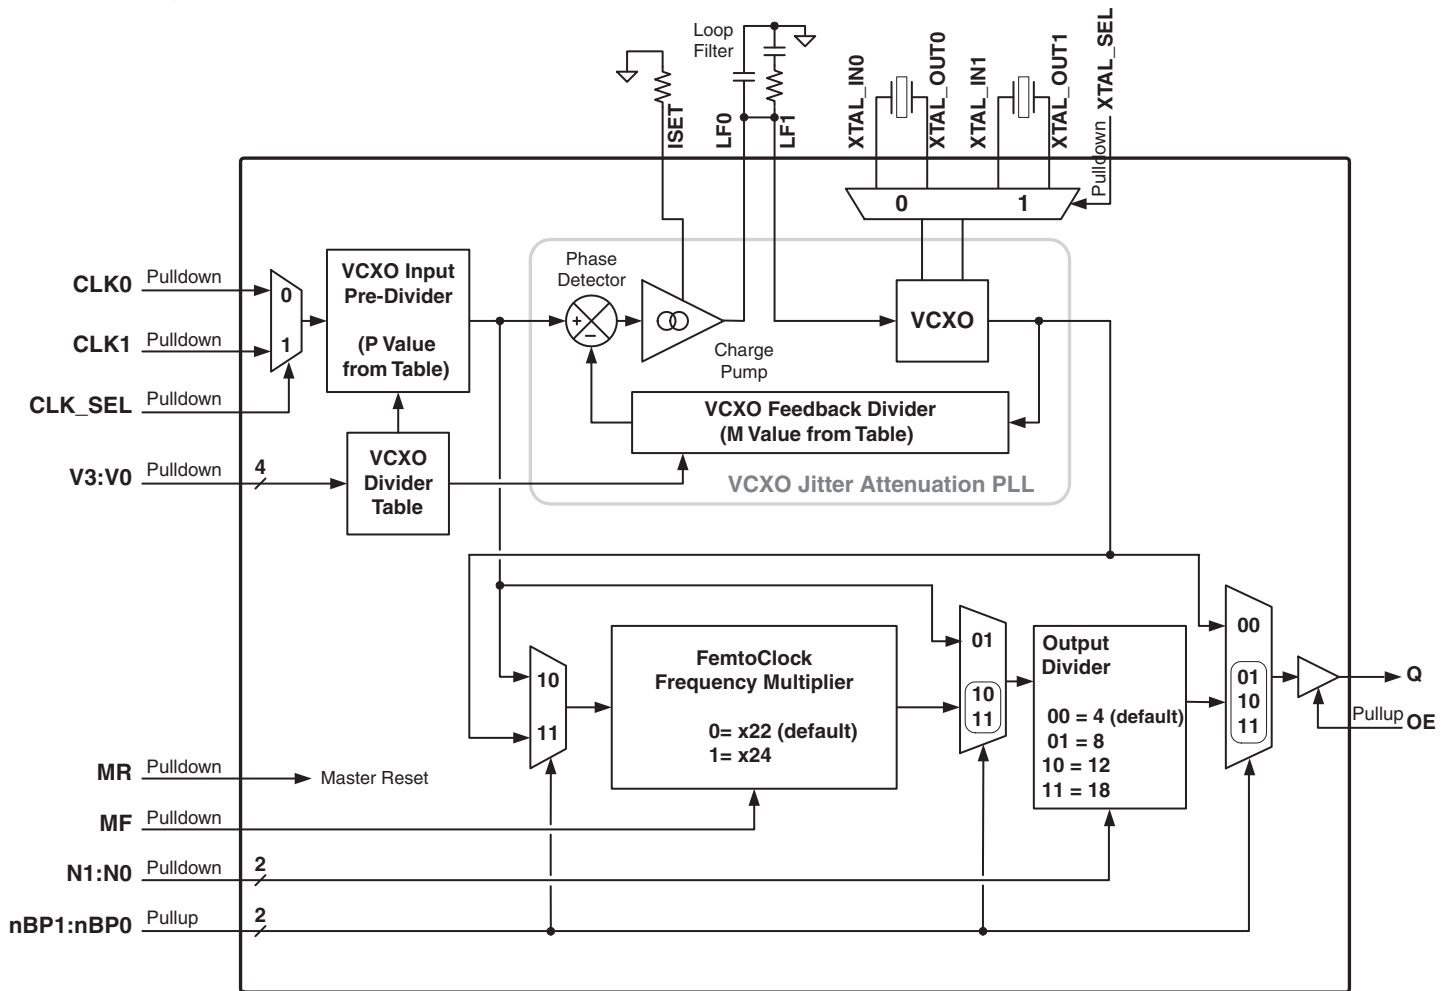 Loop
Filter
ISET
LF0
LF1
XTAL_IN0
XTAL_OUT0
XTAL_IN1
XTAL_OUT1
Pulldown XTAL_SEL
0
1
CLK0 Pulldown
CLK1 Pulldown
CLK_SEL Pulldown
V3:V0 Pulldown 4
0
1
VCXO Input
Pre-Divider
(P Value
from Table)
VCXO
Divider
Table
Phase
Detector
+
−
Charge
Pump
VCXO
VCXO Feedback Divider
(M Value from Table)
VCXO Jitter Attenuation PLL
10
11
FemtoClock
Frequency Multiplier
0= x22 (default)
1= x24
01
10
11
Output
Divider
00 = 4 (default)
01 = 8
10 = 12
11 = 18
00
01
10
11
Q
Pullup OE
MR Pulldown Master Reset
MF Pulldown
N1:N0 Pulldown 2
nBP1:nBP0 Pullup 2